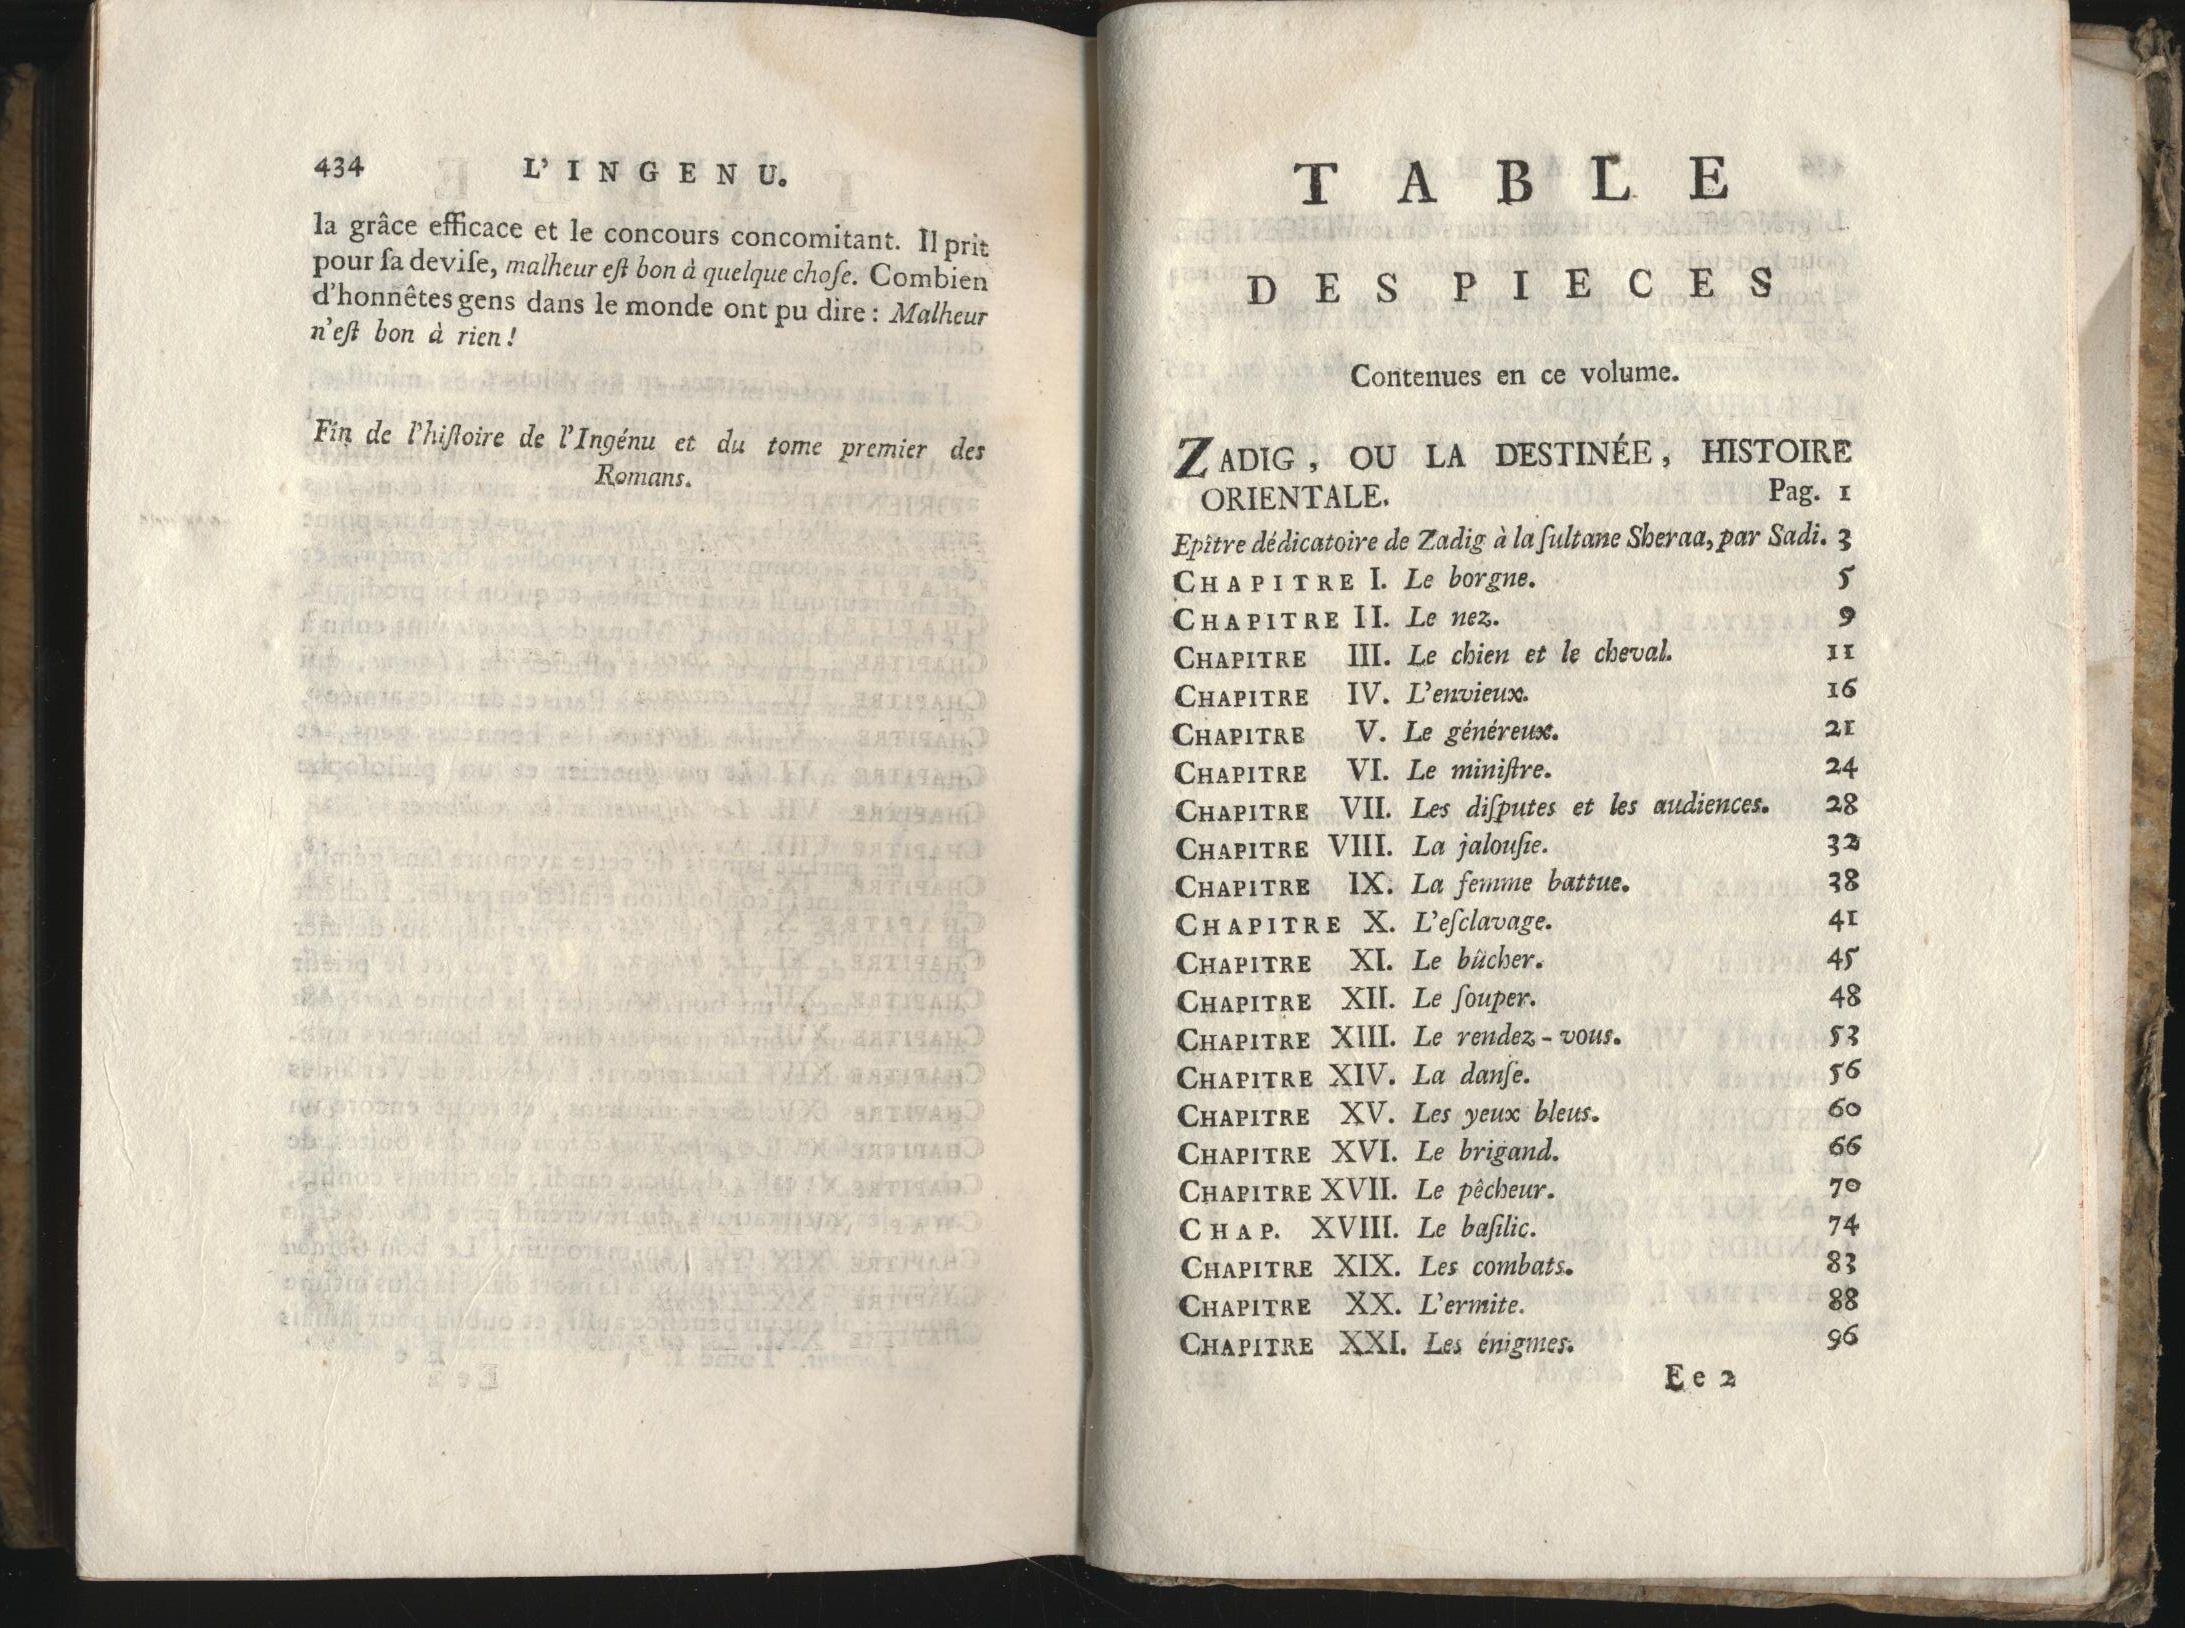 434 L'INGENU.
la grâce efficace et le concours concomitant. Il prit
pour ſa deviſe, malheur eſt bon à quelque choſe. Combien
d'honnêtes gens dans le monde ont pu dire : Malheur
n'eſt bon à rien !
Fin de l'hiſtoire de l'Ingénu et du tome premier des
Romans.
TABLE
DES PIECES
Contenues en ce volume.
ZADIG , OU LA DESTINÉE, HISTOIRE
ORIENTALE. Pag. 1
Epître dédicatoire de Zadig à la ſultane Sheraa, par Sadi. 3
CHAPITRE I. Le borgne. 5
CHAPITRE II. Le nez. 9
CHAPITRE III. Le chien et le cheval. 11
CHAPITRE IV. L'envieux. 16
CHAPITRE V. Le généreux. 21
CHAPITRE VI. Le miniſtre. 24
CHAPITRE VII. Les diſputes et les audiences. 28
CHAPITRE VIII. La jalouſie. 32
CHAPITRE IX. La femme battue. 38
CHAPITRE X. L'eſclavage. 41
CHAPITRE XI. Le bûcher. 45
CHAPITRE XII. Le ſouper. 48
CHAPITRE XIII. Le rendez-vous. 53
CHAPITRE XIV. La danſe. 56
CHAPITRE XV. Les yeux bleus. 60
CHAPITRE XVI. Le brigand. 66
CHAPITRE XVII. Le pêcheur. 70
CHAP. XVIII. Le baſilic. 74
CHAPITRE XIX. Les combats. 83
CHAPITRE XX. L'ermite. 88
CHAPITRE XXI. Les énigmes. 96
Ee 2